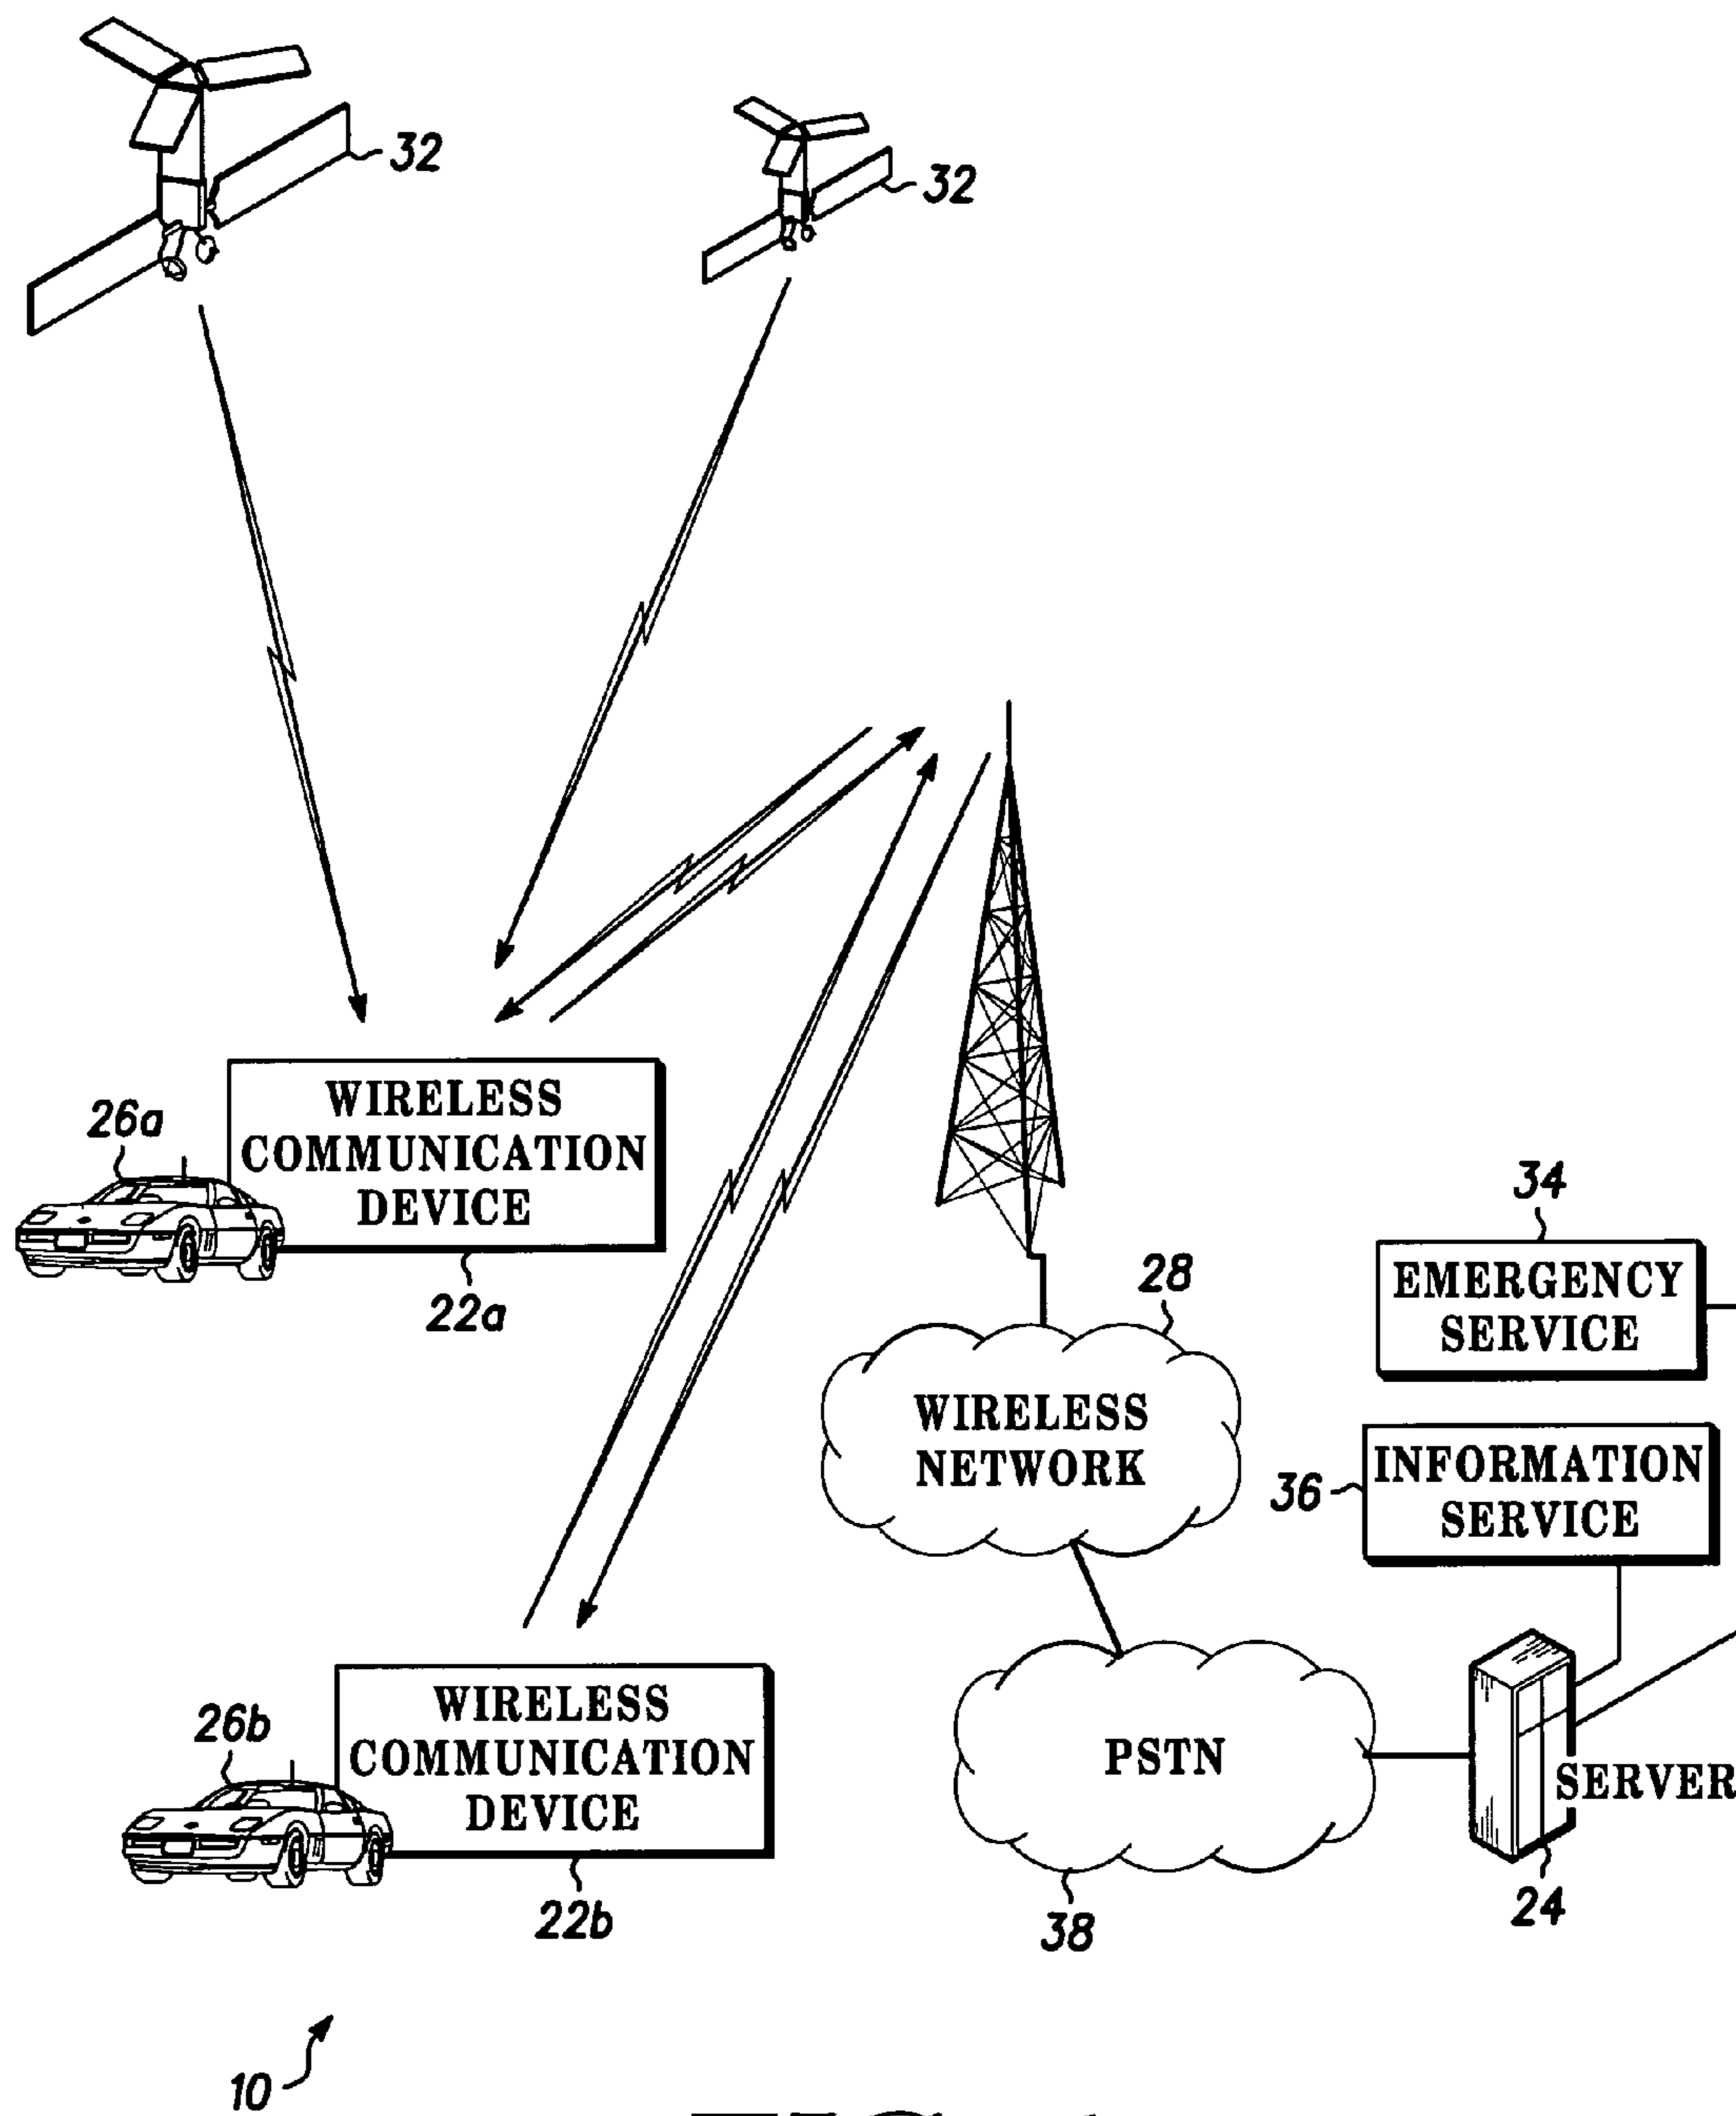 32
32
26a
WIRELESS
COMMUNICATION
DEVICE
22a
34
EMERGENCY
SERVICE
28
WIRELESS
NETWORK
36
INFORMATION
SERVICE
26b
WIRELESS
COMMUNICATION
DEVICE
22b
PSTN
38
SERVER
24
10